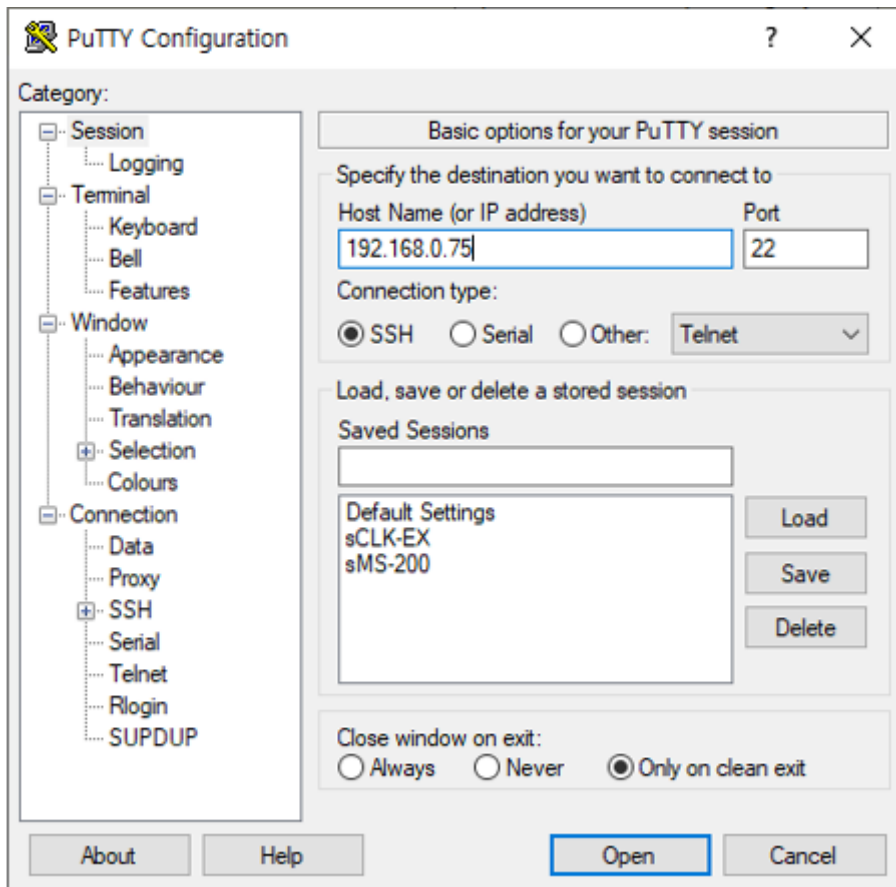 PuTTY Configuration
?
Category:
Session
Logging
Terminal
Keyboard
Bell
Features
Window
Appearance
Behaviour
Translation
Selection
Colours
Connection
Data
Proxy
SSH
Serial
Telnet
Rlogin
SUPDUP
Basic options for your PuTTY session
Specify the destination you want to connect to
Host Name (or IP address) Port
192.168.0.75 22
Connection type:
SSH Serial Other: Telnet
Load, save or delete a stored session
Saved Sessions
Default Settings
sCLK-EX
sMS-200
Load
Save
Delete
Close window on exit:
Always Never Only on clean exit
About Help Open Cancel